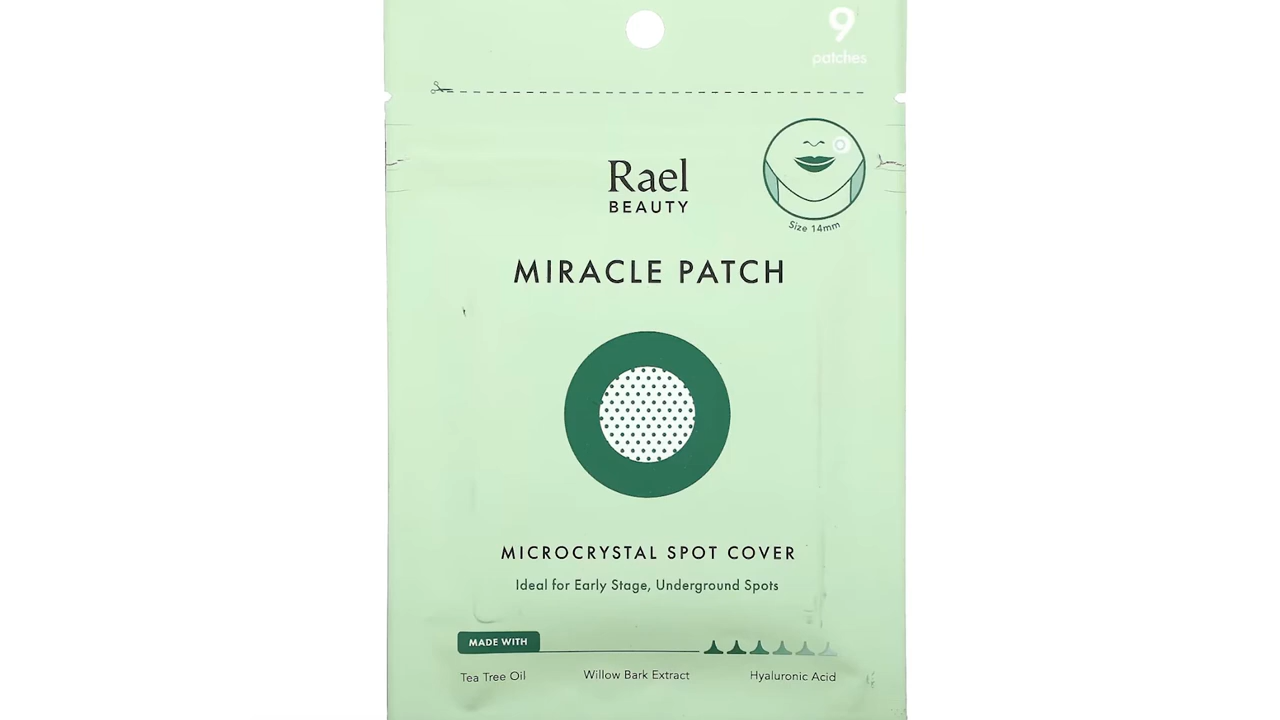 9
patches
Rael
BEAUTY
Size 14mm
MIRACLE PATCH
MICROCRYSTAL SPOT COVER
Ideal for Early Stage, Underground Spots
MADE WITH
Tea Tree Oil
Willow Bark Extract
Hyaluronic Acid